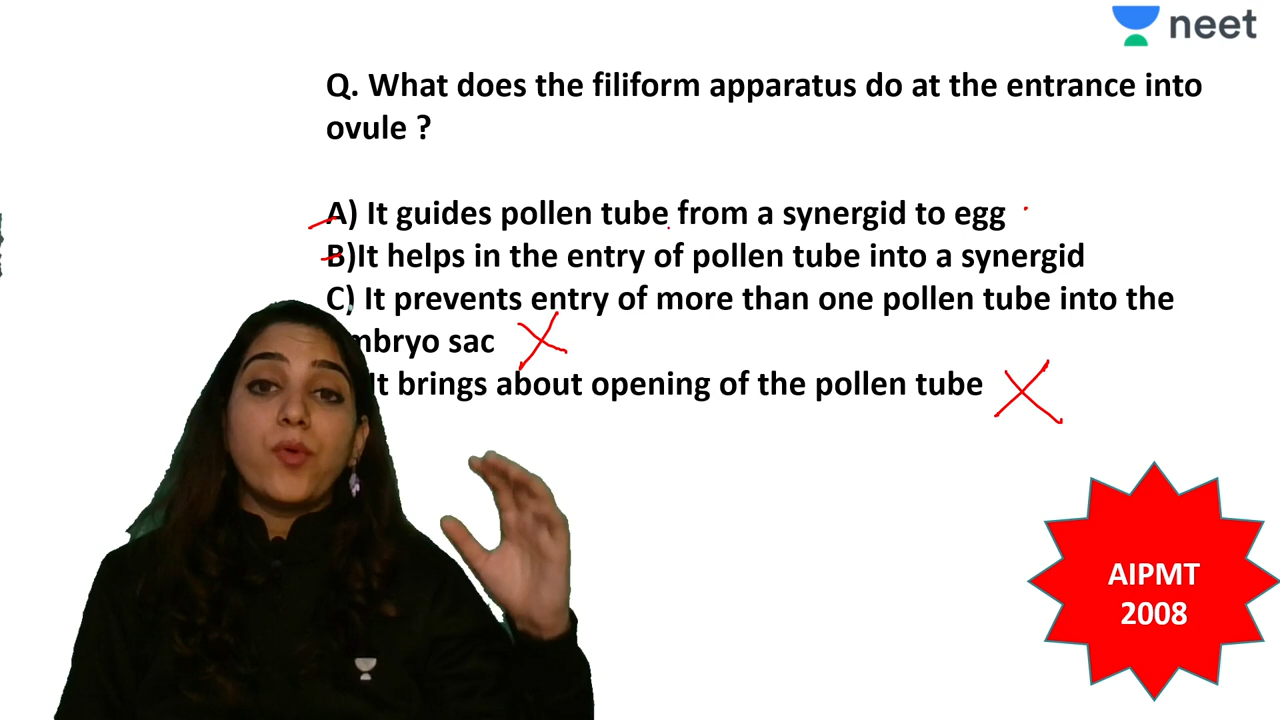 neet
Q. What does the filiform apparatus do at the entrance into
ovule ?
A) It guides pollen tube from a synergid to egg
B)It helps in the entry of pollen tube into a synergid
C) It prevents entry of more than one pollen tube into the
mbryo sac
It brings about opening of the pollen tube
AIPMT
2008